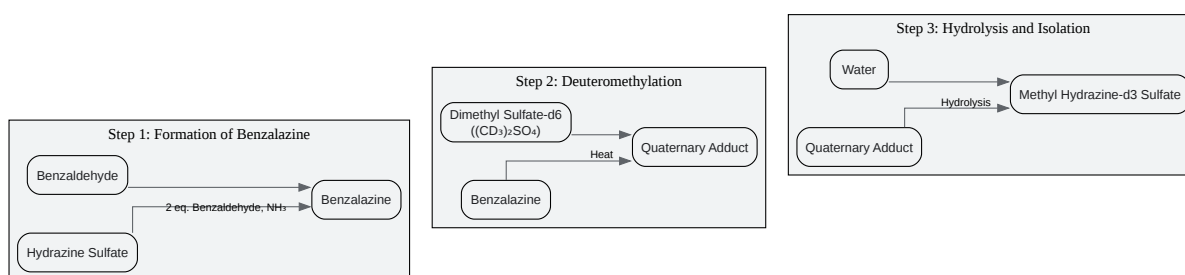 Step 1: Formation of Benzalazine
Benzaldehyde
2 eq. Benzaldehyde, NH₃
Benzalazine
Hydrazine Sulfate
Step 2: Deuteromethylation
Dimethyl Sulfate-d6
((CD₃)₂SO₄)
Heat
Quaternary Adduct
Benzalazine
Step 3: Hydrolysis and Isolation
Water
Hydrolysis
Methyl Hydrazine-d3 Sulfate
Quaternary Adduct